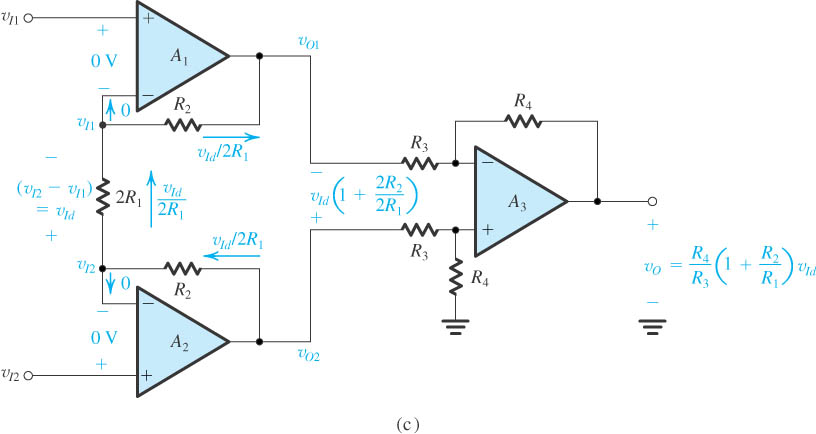 v_I1
+
+
0 V
A_1
v_O1
−
−
0
R_2
v_I1
v_Id/2R_1
R_4
R_3
−
−
(v_I2 − v_I1)
= v_Id
+
2R_1
v_Id/2R_1
−
v_Id(1 + 2R_2/2R_1)
+
A_3
+
R_3
+
v_Id/2R_1
v_I2
0
R_2
R_4
v_O = R_4/R_3 (1 + R_2/R_1) v_Id
−
−
−
0 V
A_2
v_O2
+
+
v_I2
(c)